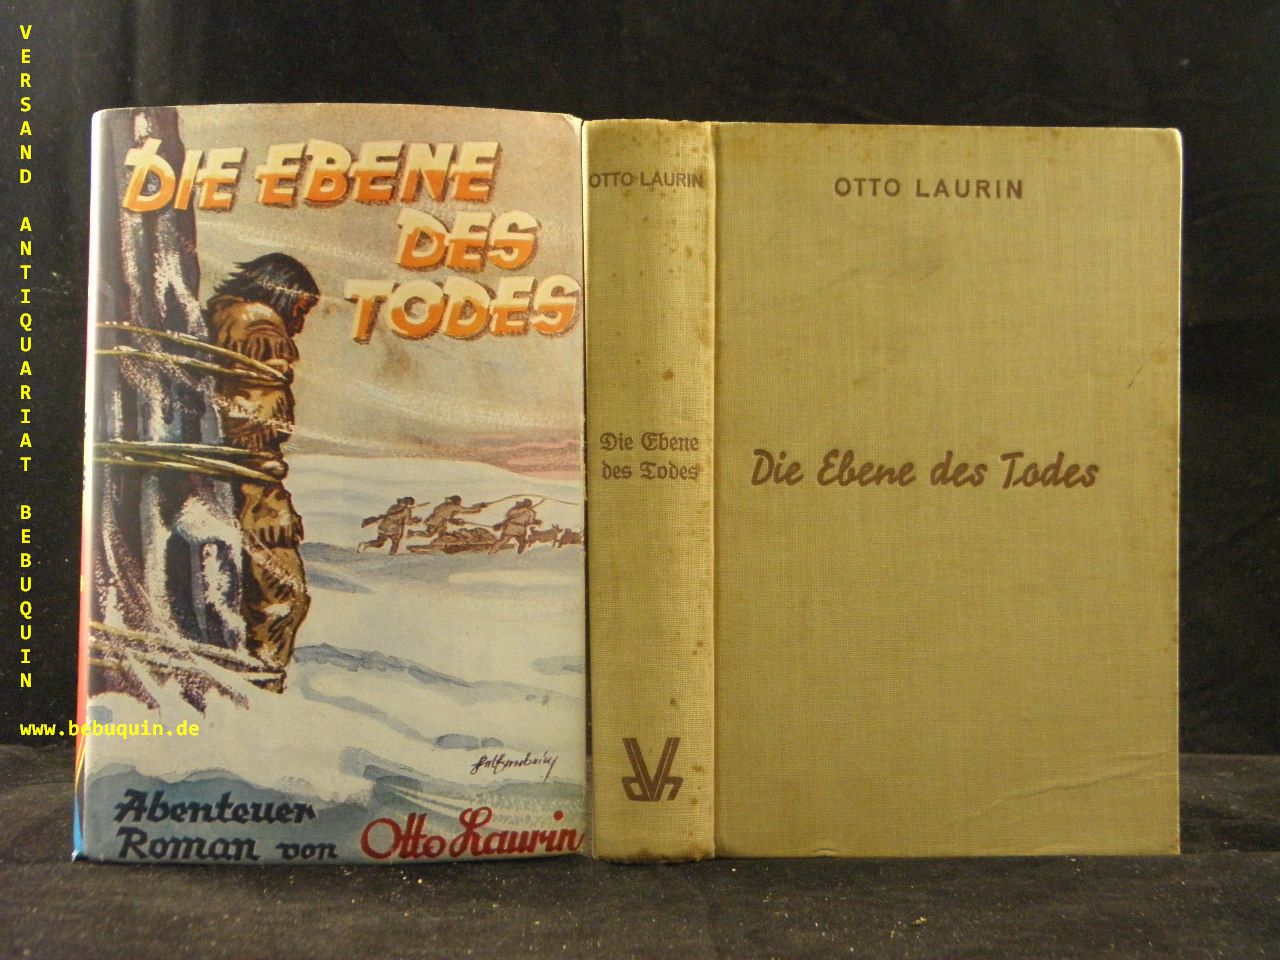 VERSAND ANTIQUARIAT BEBUQUIN
www.bebuquin.de
DIE EBENE
DES
TODES
Abenteuer
Roman von Otto Laurin
OTTO LAURIN
Die Ebene
des Todes
dVh
OTTO LAURIN
Die Ebene des Todes